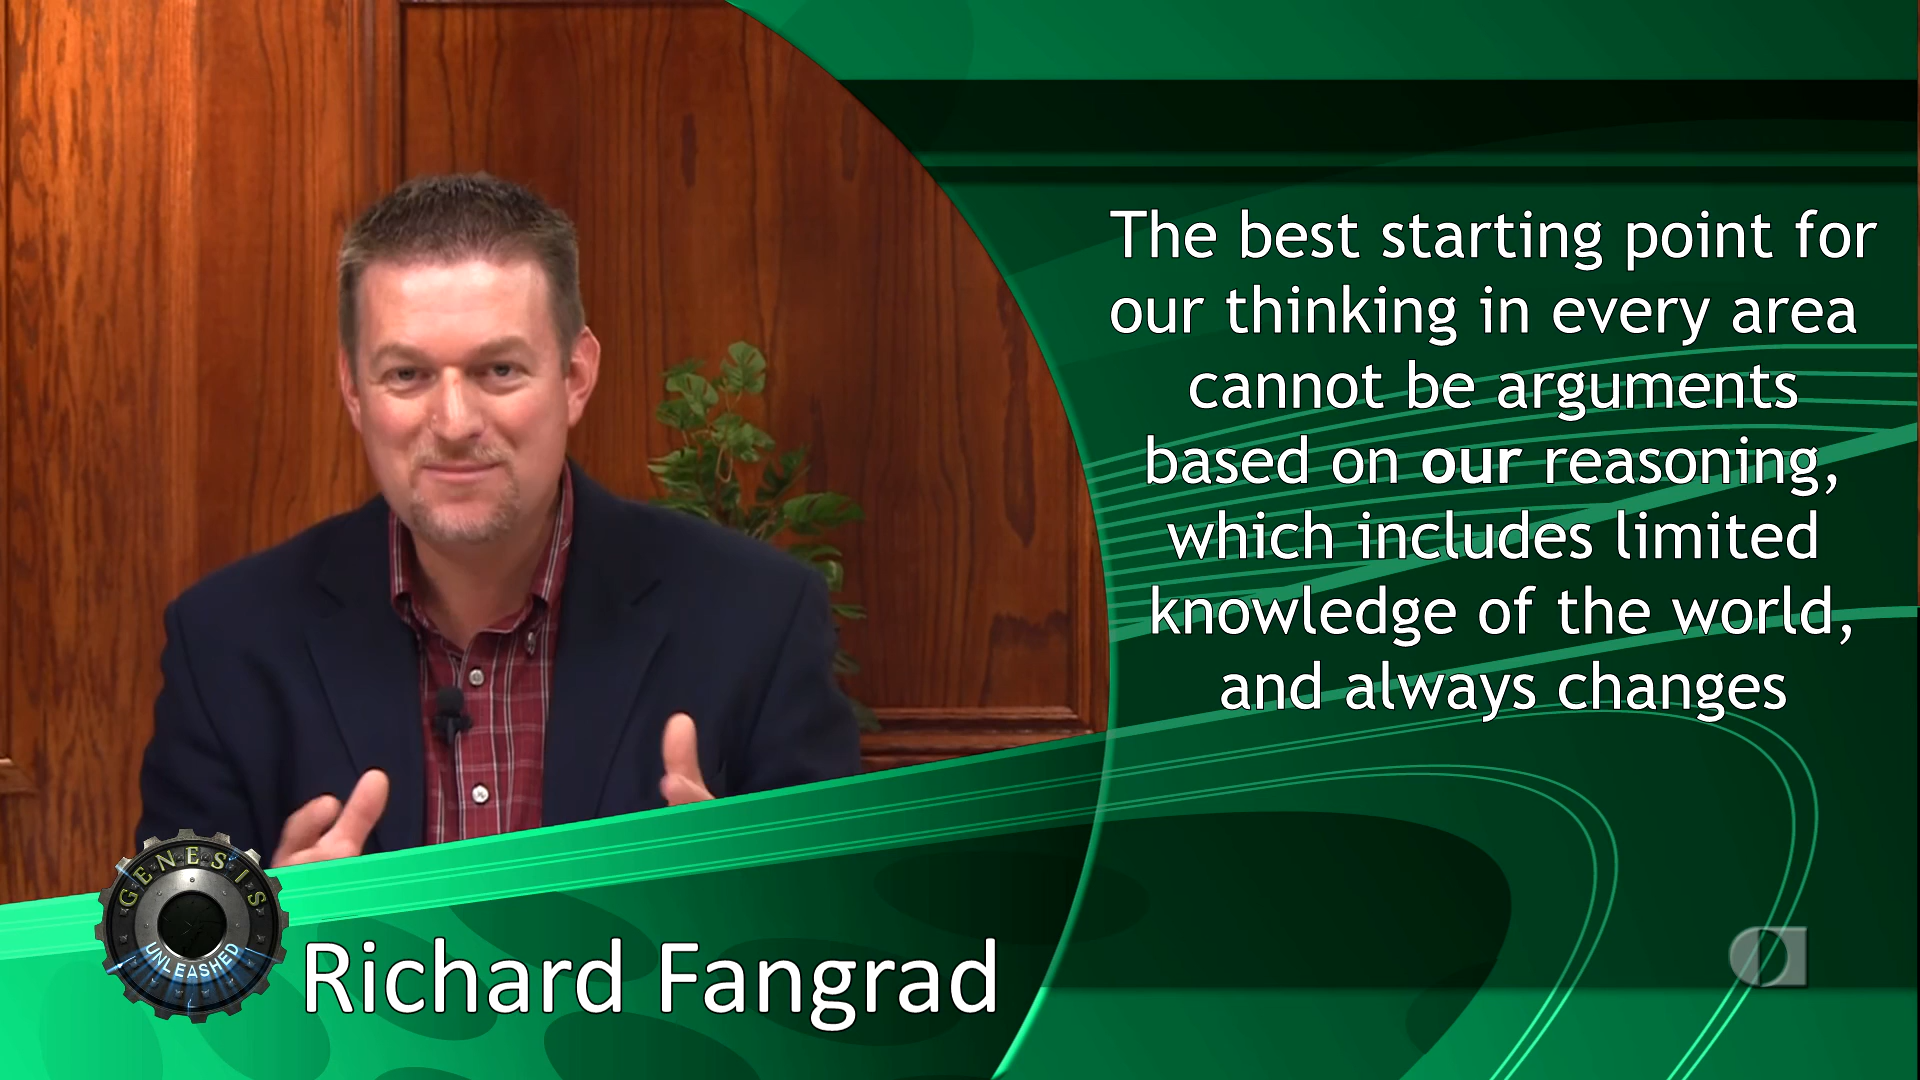 The best starting point for
our thinking in every area
cannot be arguments
based on our reasoning,
which includes limited
knowledge of the world,
and always changes
GENESIS
UNLEASHED
Richard Fangrad
a